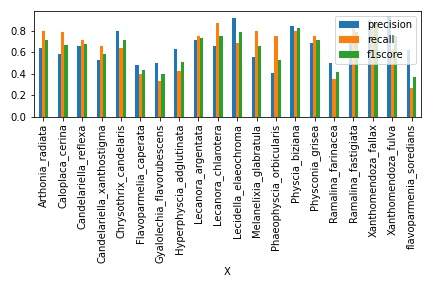 precision
recall
f1score
0.8
0.6
0.4
0.2
0.0
Arthonia_radiata
Caloplaca_cerina
Candelariella_reflexa
Candelariella_xanthostigma
Chrysothrix_candelaris
Flavoparmelia_caperata
Gyalolechia_flavorubescens
Hyperphyscia_adglutinata
Lecanora_argentata
Lecanora_chlarotera
Lecidella_elaeochroma
Melanelixia_glabratula
Phaeophyscia_orbicularis
Physcia_biziana
Physconia_grisea
Ramalina_farinacea
Ramalina_fastigiata
Xanthomendoza_fallax
Xanthomendoza_fulva
flavoparmenia_soredians
X